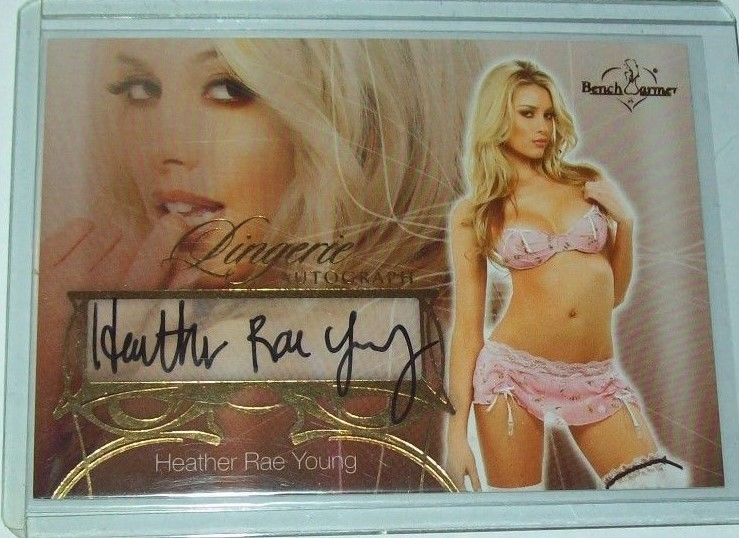 BenchWarmer
®
Lingerie
AUTOGRAPH
Heather Rae Young
Heather Rae Young